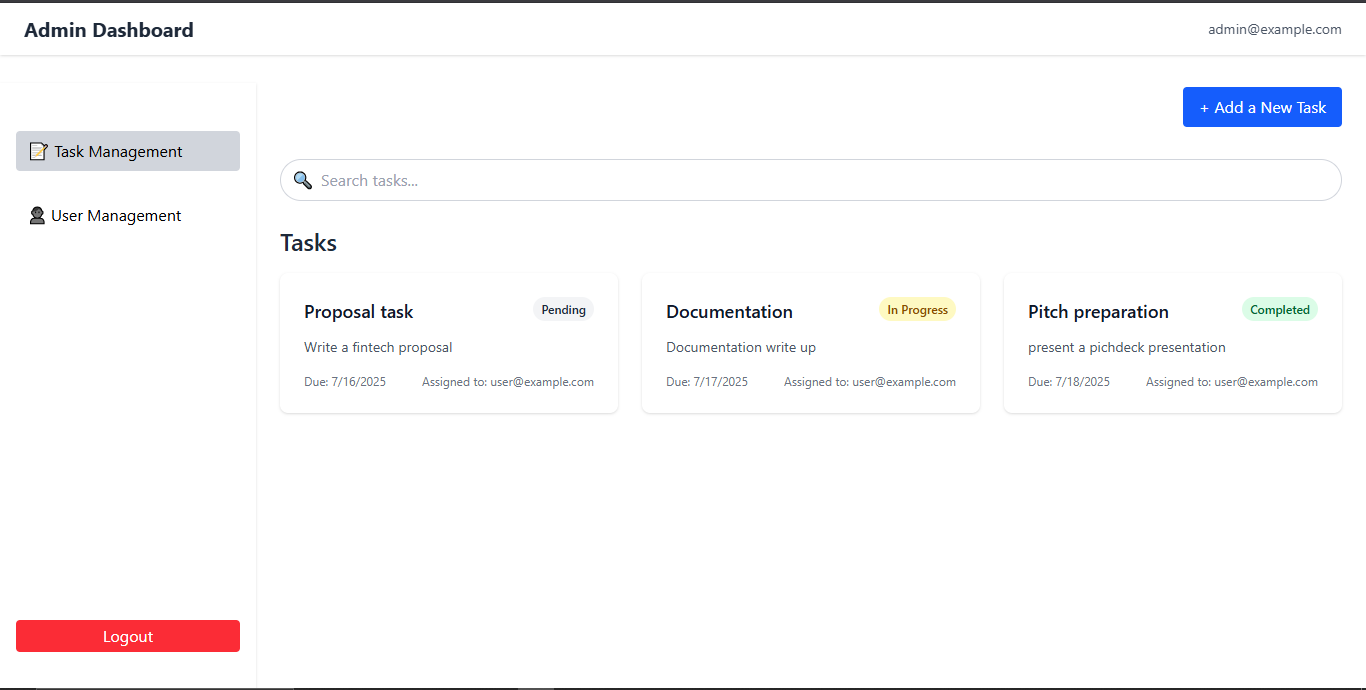 Admin Dashboard
admin@example.com
+ Add a New Task
Task Management
User Management
Search tasks...
Tasks
Proposal task
Pending
Write a fintech proposal
Due: 7/16/2025
Assigned to: user@example.com
Documentation
In Progress
Documentation write up
Due: 7/17/2025
Assigned to: user@example.com
Pitch preparation
Completed
present a pichdeck presentation
Due: 7/18/2025
Assigned to: user@example.com
Logout